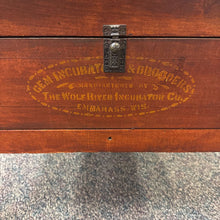 GEM INCUBATORS & BROODERS
MANUFACTURED BY
THE WOLF RIVER INCUBATOR CO.
EMBARRASS, WIS.